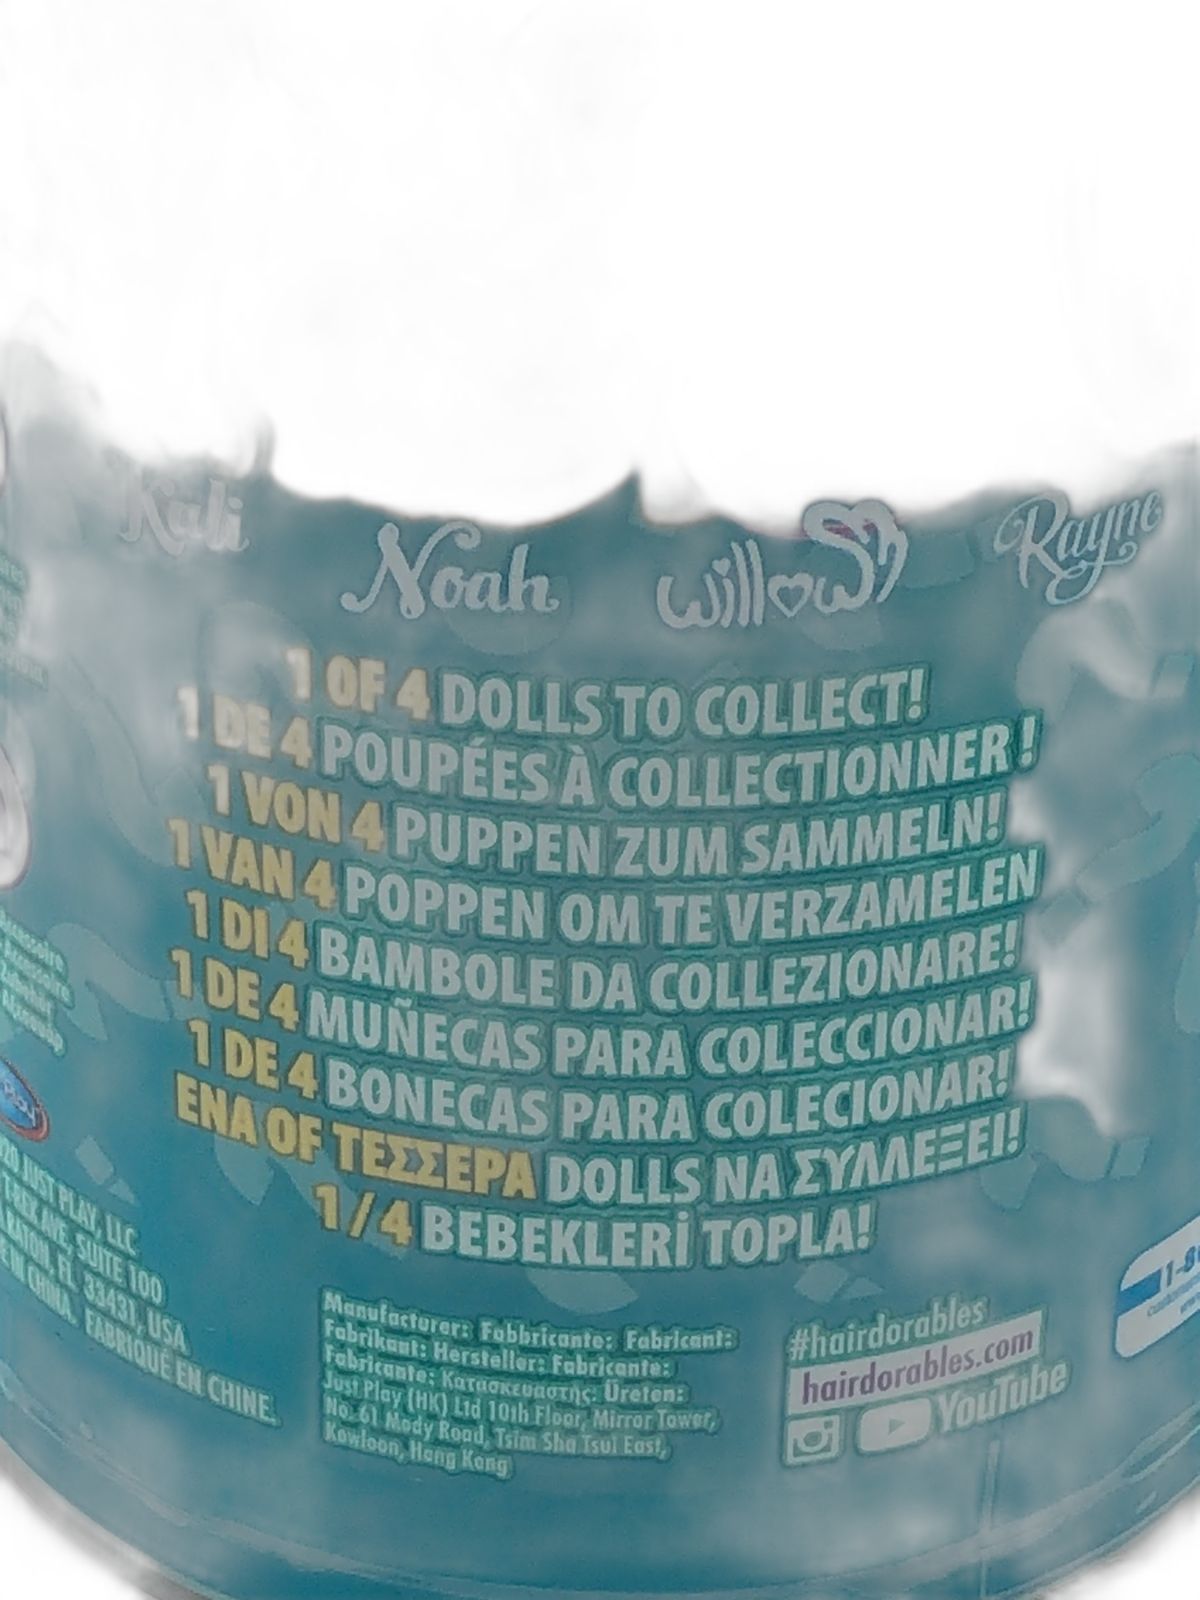 Kali
Noah
willow
Rayne
1 OF 4 DOLLS TO COLLECT!
1 DE 4 POUPÉES À COLLECTIONNER !
1 VON 4 PUPPEN ZUM SAMMELN!
1 VAN 4 POPPEN OM TE VERZAMELEN
1 DI 4 BAMBOLE DA COLLEZIONARE!
1 DE 4 MUÑECAS PARA COLECCIONAR!
1 DE 4 BONECAS PARA COLECIONAR!
ΕΝΑ OF ΤΕΣΣΕΡΑ DOLLS ΝΑ ΣΥΛΛΕΞΕΙ!
1/4 BEBEKLERİ TOPLA!
JUST PLAY, LLC
AVE, SUITE 100
RATON, FL 33431, USA
IN CHINA. FABRIQUÉ EN CHINE.
Manufacturer: Fabbricante: Fabricant:
Fabrikant: Hersteller: Fabricante:
Fabricante: Κατασκευαστής: Üreten:
Just Play (HK) Ltd 10th Floor, Mirror Tower,
No. 61 Mody Road, Tsim Sha Tsui East,
Kowloon, Hong Kong
#hairdorables
hairdorables.com
YouTube